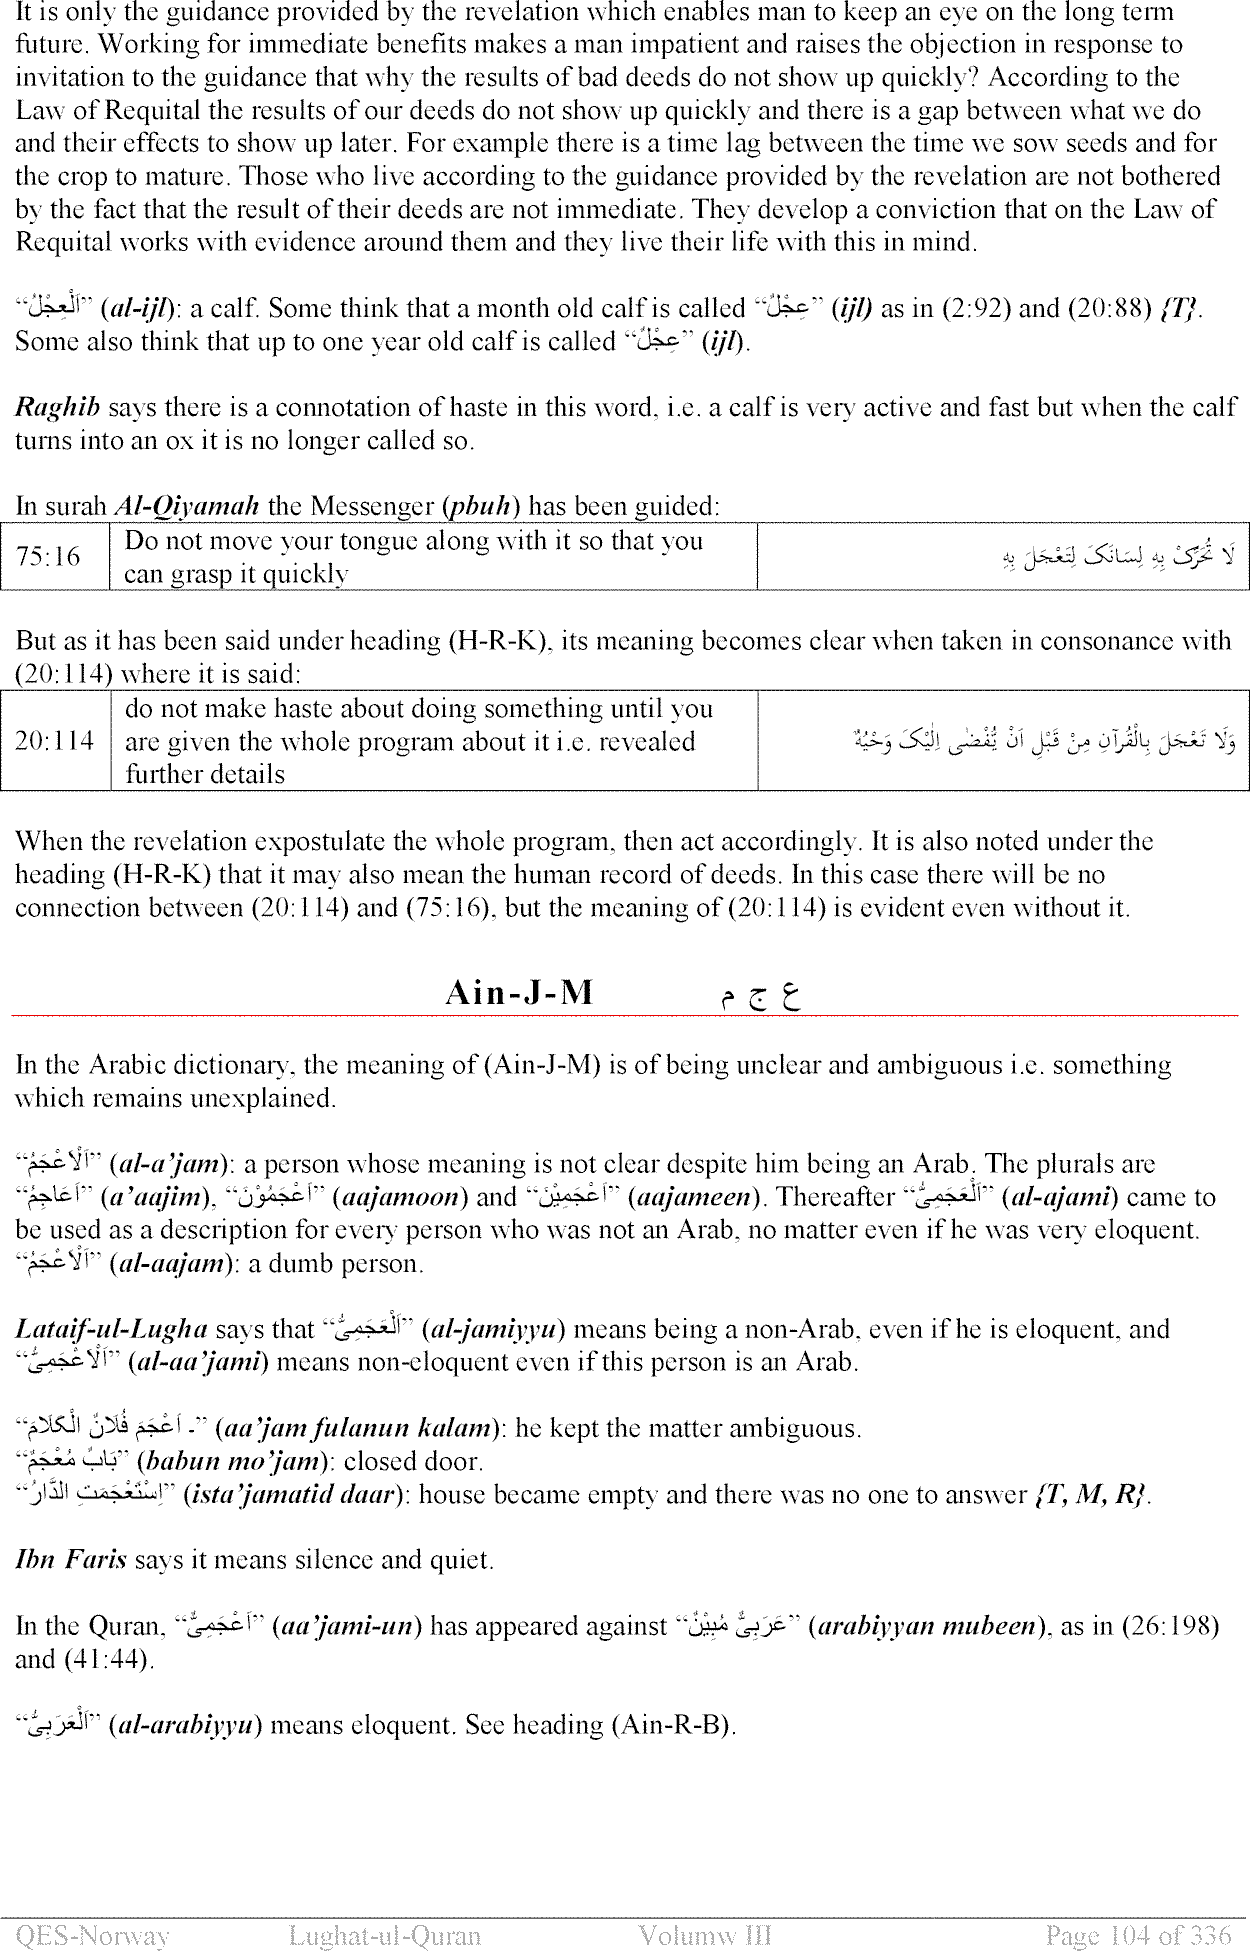 It is only the guidance provided by the revelation which enables man to keep an eye on the long term
future. Working for immediate benefits makes a man impatient and raises the objection in response to
invitation to the guidance that why the results of bad deeds do not show up quickly? According to the
Law of Requital the results of our deeds do not show up quickly and there is a gap between what we do
and their effects to show up later. For example there is a time lag between the time we sow seeds and for
the crop to mature. Those who live according to the guidance provided by the revelation are not bothered
by the fact that the result of their deeds are not immediate. They develop a conviction that on the Law of
Requital works with evidence around them and they live their life with this in mind.
“اَلْعِجْلُ” (al-ijl): a calf. Some think that a month old calf is called “عِجْلٌ” (ijl) as in (2:92) and (20:88) {T}.
Some also think that up to one year old calf is called “عِجْلٌ” (ijl).
Raghib says there is a connotation of haste in this word, i.e. a calf is very active and fast but when the calf
turns into an ox it is no longer called so.
In surah Al-Qiyamah the Messenger (pbuh) has been guided:
75:16 Do not move your tongue along with it so that you
can grasp it quickly
لَا تُحَرِّکْ بِهِ لِسَانَکَ لِتَعْجَلَ بِهِ
But as it has been said under heading (H-R-K), its meaning becomes clear when taken in consonance with
(20:114) where it is said:
do not make haste about doing something until you
20:114 are given the whole program about it i.e. revealed
further details
وَلَا تَعْجَلَ بِالْقُرآنِ مِنْ قَبْلِ اَنْ يُّقْضٰى اِلَيْکَ وَحْيُهٌ
When the revelation expostulate the whole program, then act accordingly. It is also noted under the
heading (H-R-K) that it may also mean the human record of deeds. In this case there will be no
connection between (20:114) and (75:16), but the meaning of (20:114) is evident even without it.
Ain-J-M ع ج م
In the Arabic dictionary, the meaning of (Ain-J-M) is of being unclear and ambiguous i.e. something
which remains unexplained.
“اَلْاَعْجَمُ” (al-a’jam): a person whose meaning is not clear despite him being an Arab. The plurals are
“اَعَاجِمُ” (a’aajim), “اَعْجَمُوْنَ” (aajamoon) and “اَعْجَمِيْنَ” (aajameen). Thereafter “اَلْعَجَمِىُّ” (al-ajami) came to
be used as a description for every person who was not an Arab, no matter even if he was very eloquent.
“اَلْاَعْجَمُ” (al-aajam): a dumb person.
Lataif-ul-Lugha says that “اَلْعَجَمِىُّ” (al-jamiyyu) means being a non-Arab, even if he is eloquent, and
“اَلْاَعْجَمِىُّ” (al-aa’jami) means non-eloquent even if this person is an Arab.
“اَعْجَمَ فُلَانٌ الْکَلَامَ ـ” (aa’jam fulanun kalam): he kept the matter ambiguous.
“بَابٌ مُعْجَمٌ” (babun mo’jam): closed door.
“اِسْتَعْجَمَتِ الدَّارُ” (ista’jamatid daar): house became empty and there was no one to answer {T, M, R}.
Ibn Faris says it means silence and quiet.
In the Quran, “اَعْجَمِىٌّ” (aa’jami-un) has appeared against “عَرَبِىٌّ مُبِيْنٌ” (arabiyyan mubeen), as in (26:198)
and (41:44).
“اَلْعَرَبِىُّ” (al-arabiyyu) means eloquent. See heading (Ain-R-B).
QES-Norway Lughat-ul-Quran Volumw III Page 104 of 336